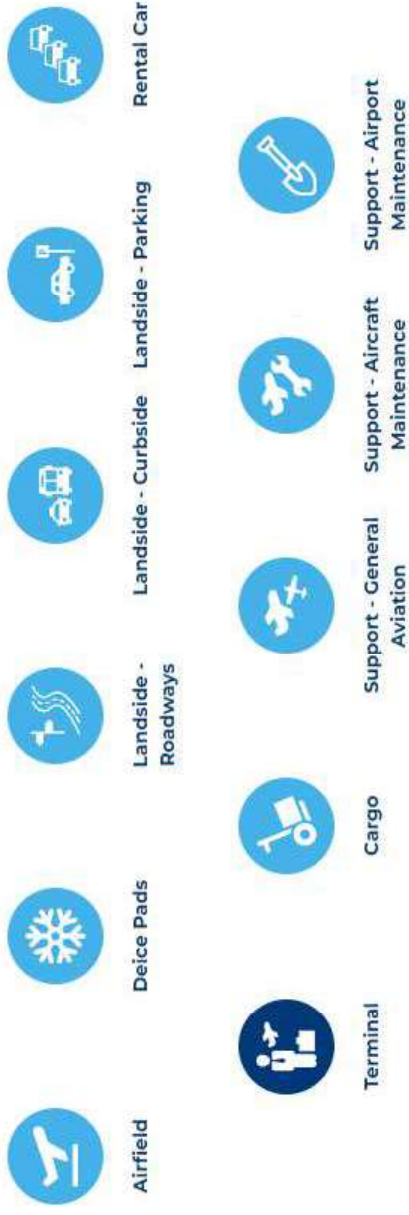 Airfield
Deice Pads
Landside -
Roadways
Landside - Curbside
Landside - Parking
Rental Car
Terminal
Cargo
Support - General
Aviation
Support - Aircraft
Maintenance
Support - Airport
Maintenance